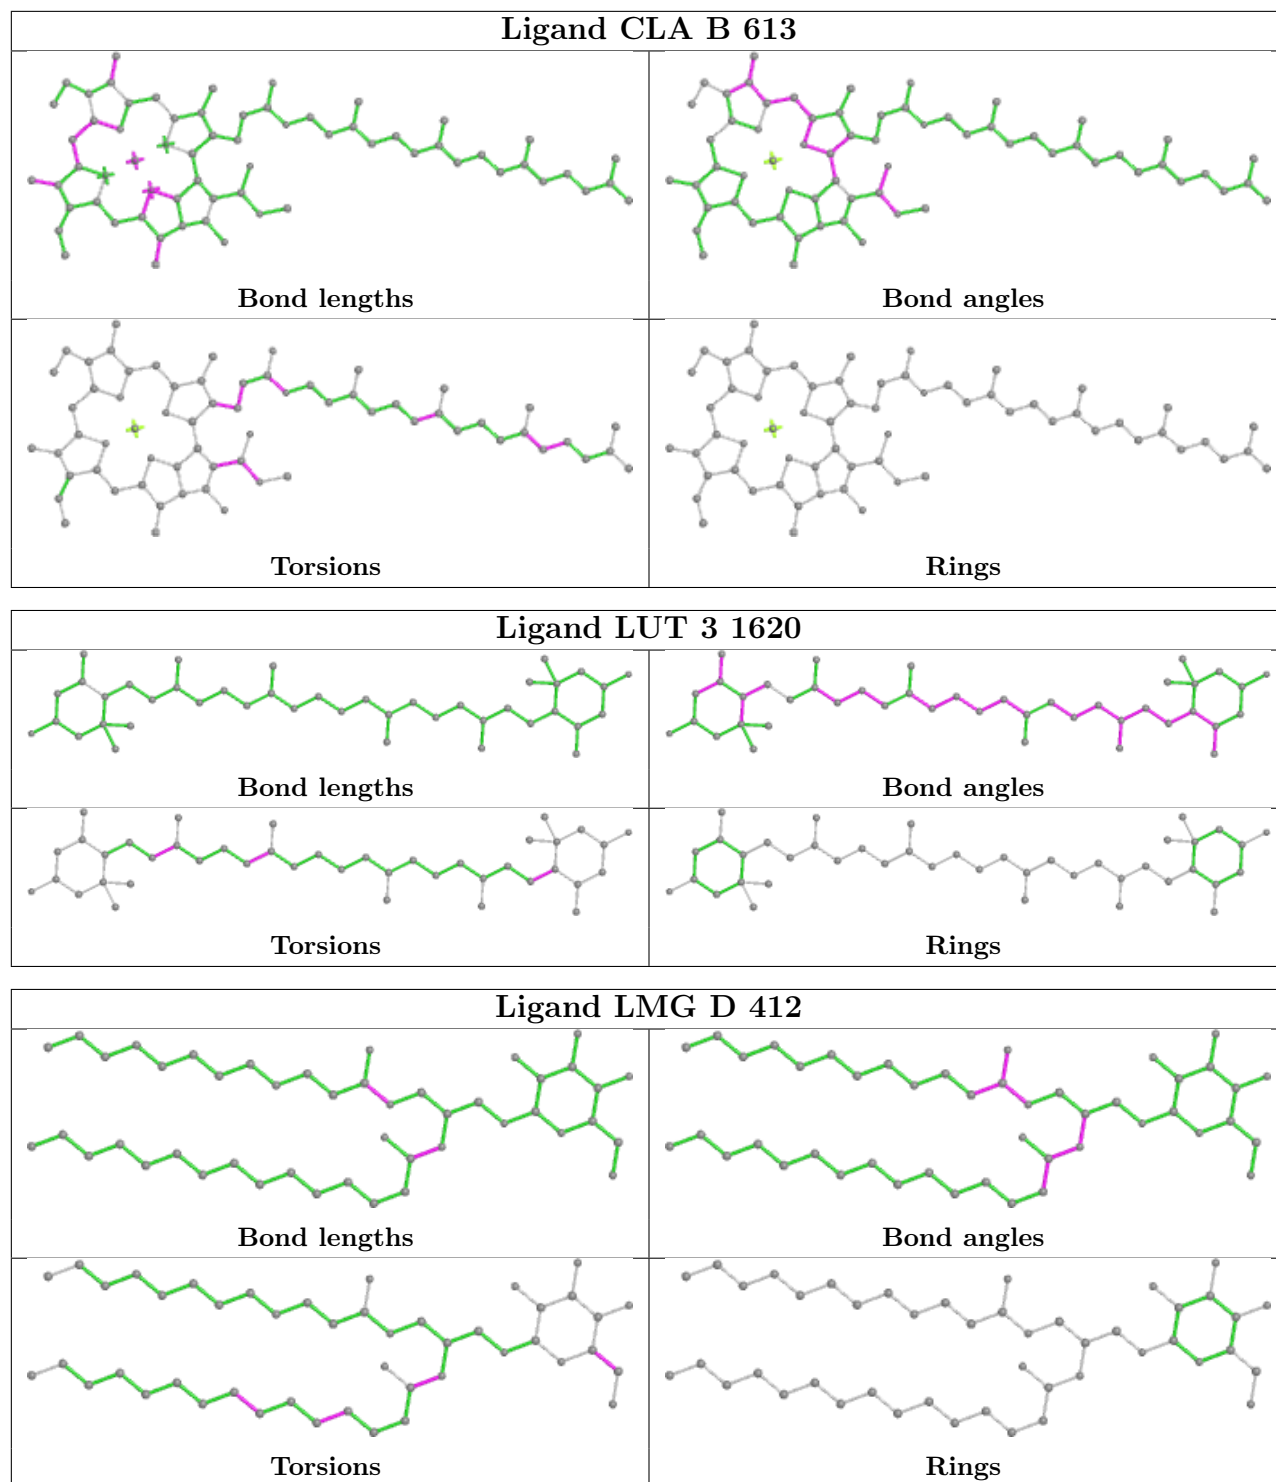 Ligand CLA B 613
Bond lengths
Bond angles
Torsions
Rings
Ligand LUT 3 1620
Bond lengths
Bond angles
Torsions
Rings
Ligand LMG D 412
Bond lengths
Bond angles
Torsions
Rings